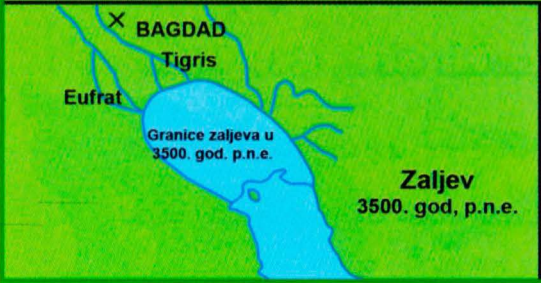 BAGDAD
Tigris
Eufrat
Granice zaljeva u
3500. god. p.n.e.
Zaljev
3500. god, p.n.e.